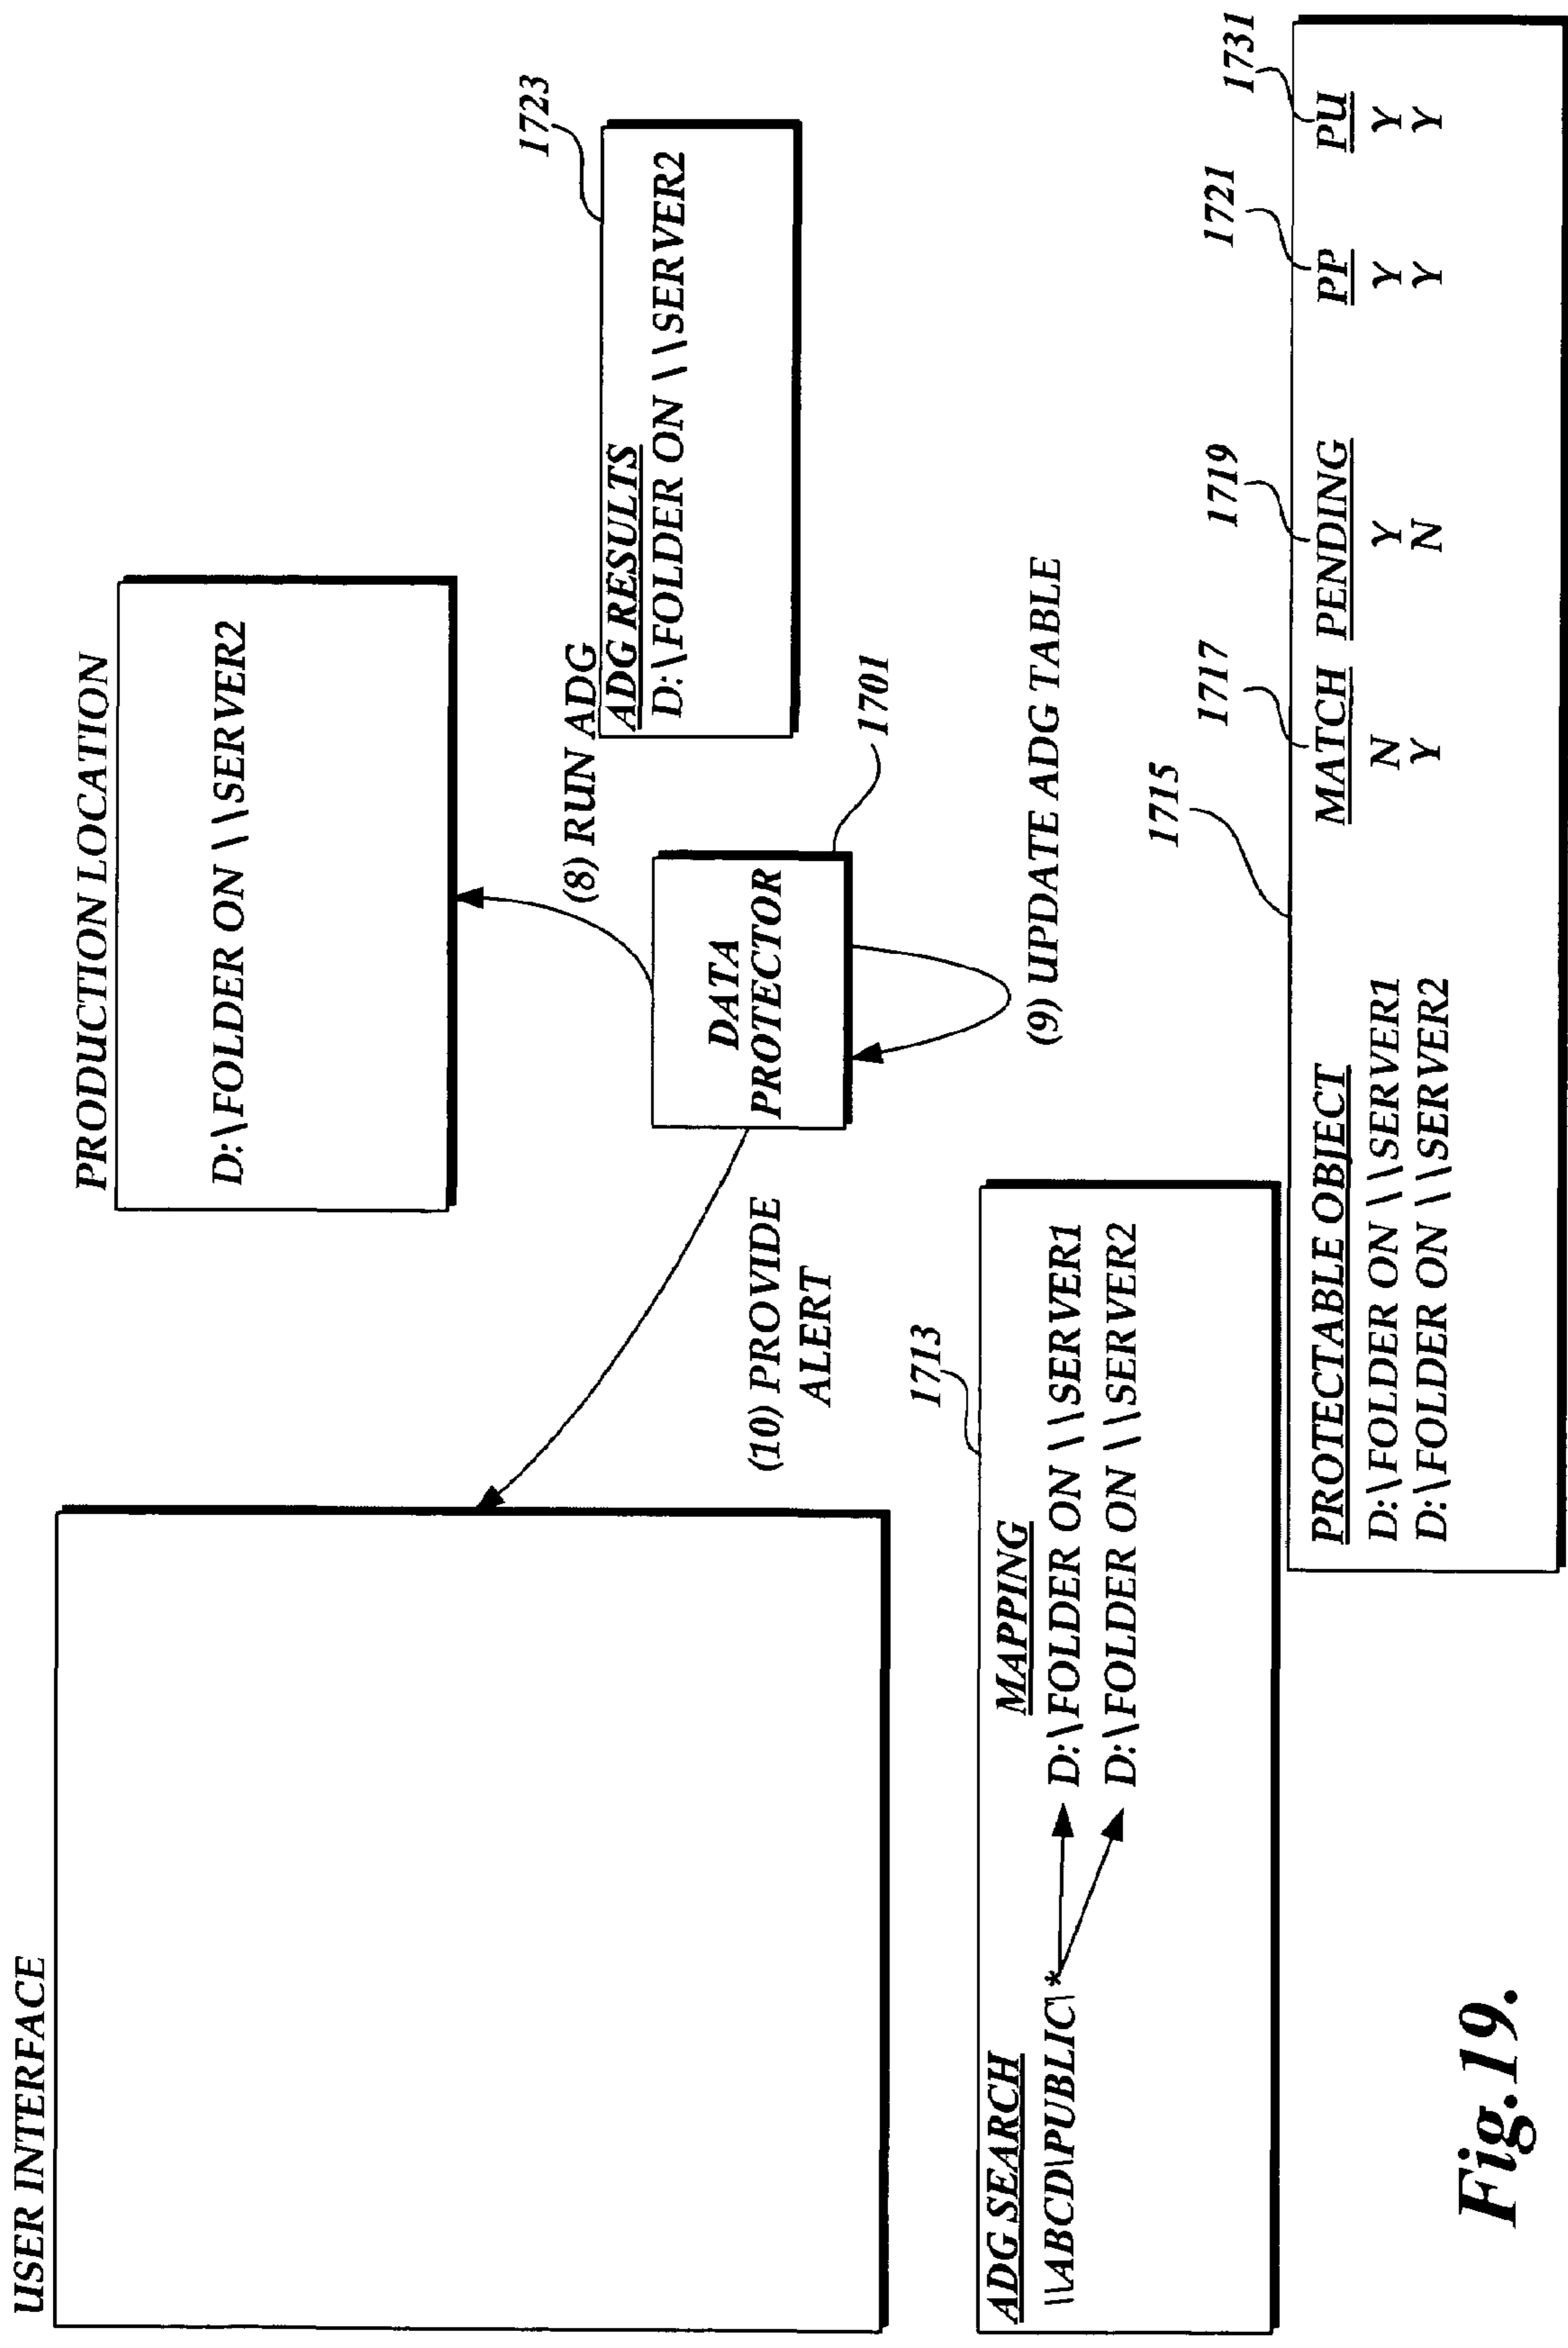 USER INTERFACE
PRODUCTION LOCATION
D:\FOLDER ON \\SERVER2
(8) RUN ADG
1723
ADG RESULTS
D:\FOLDER ON \\SERVER2
DATA
PROTECTOR
1701
(10) PROVIDE
ALERT
(9) UPDATE ADG TABLE
1713
ADG SEARCH MAPPING
\\ABCD\PUBLIC\* D:\FOLDER ON \\SERVER1
D:\FOLDER ON \\SERVER2
1715 1717 1719 1721 1731
PROTECTABLE OBJECT MATCH PENDING PP PU
D:\FOLDER ON \\SERVER1 N Y Y Y
D:\FOLDER ON \\SERVER2 Y N Y Y
Fig.19.